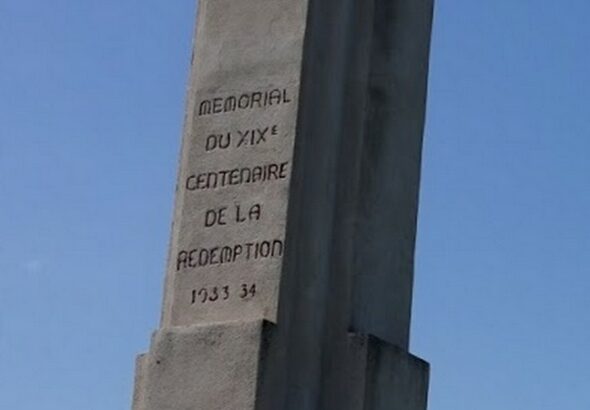 MEMORIAL
DU XIXE
CENTENAIRE
DE LA
REDEMPTION
1933 34